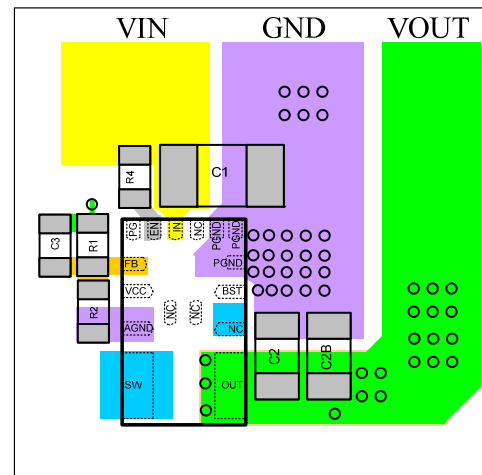 VIN GND VOUT
R4
C1
PG EN IN NC PGND PGND
C3 R1
FB PGND
VCC BST
R2
NC NC
AGND NC
C2 C2B
SW OUT